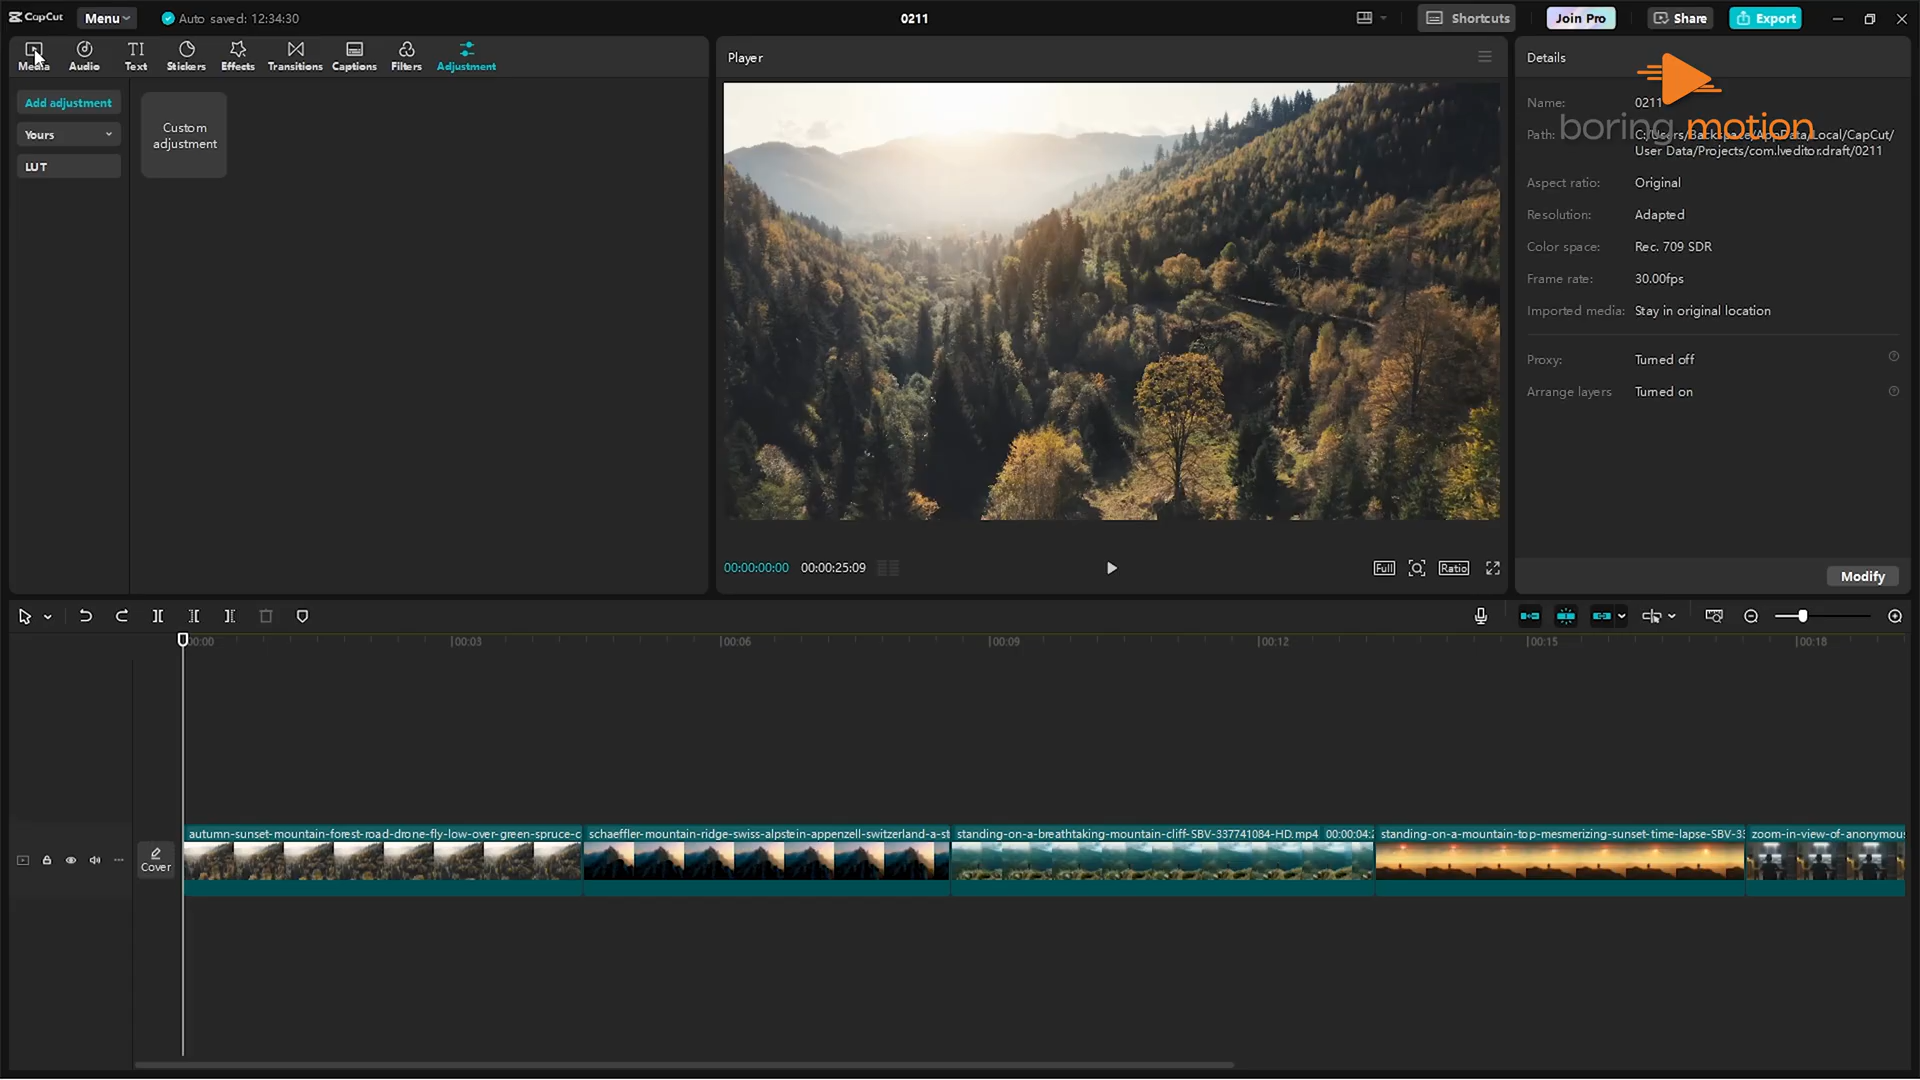 CapCut
Menu
Auto saved: 12:34:30
0211
Shortcuts
Join Pro
Share
Export
Media
Audio
Text
Stickers
Effects
Transitions
Captions
Filters
Adjustment
Add adjustment
Yours
LUT
Custom
adjustment
Player
00:00:00:00
00:00:25:09
Full
Ratio
Details
boring motion
Name:
0211
Path:
C:/Users/Backspace/AppData/Local/CapCut/
User Data/Projects/com.lveditor.draft/0211
Aspect ratio:
Original
Resolution:
Adapted
Color space:
Rec. 709 SDR
Frame rate:
30.00fps
Imported media:
Stay in original location
Proxy:
Turned off
Arrange layers
Turned on
Modify
00:00
00:03
00:06
00:09
00:12
00:15
00:18
Cover
autumn-sunset-mountain-forest-road-drone-fly-low-over-green-spruce-c
schaeffler-mountain-ridge-swiss-alpstein-appenzell-switzerland-a-st
standing-on-a-breathtaking-mountain-cliff-SBV-337741084-HD.mp4
00:00:04:2
standing-on-a-mountain-top-mesmerizing-sunset-time-lapse-SBV-33
zoom-in-view-of-anonymous